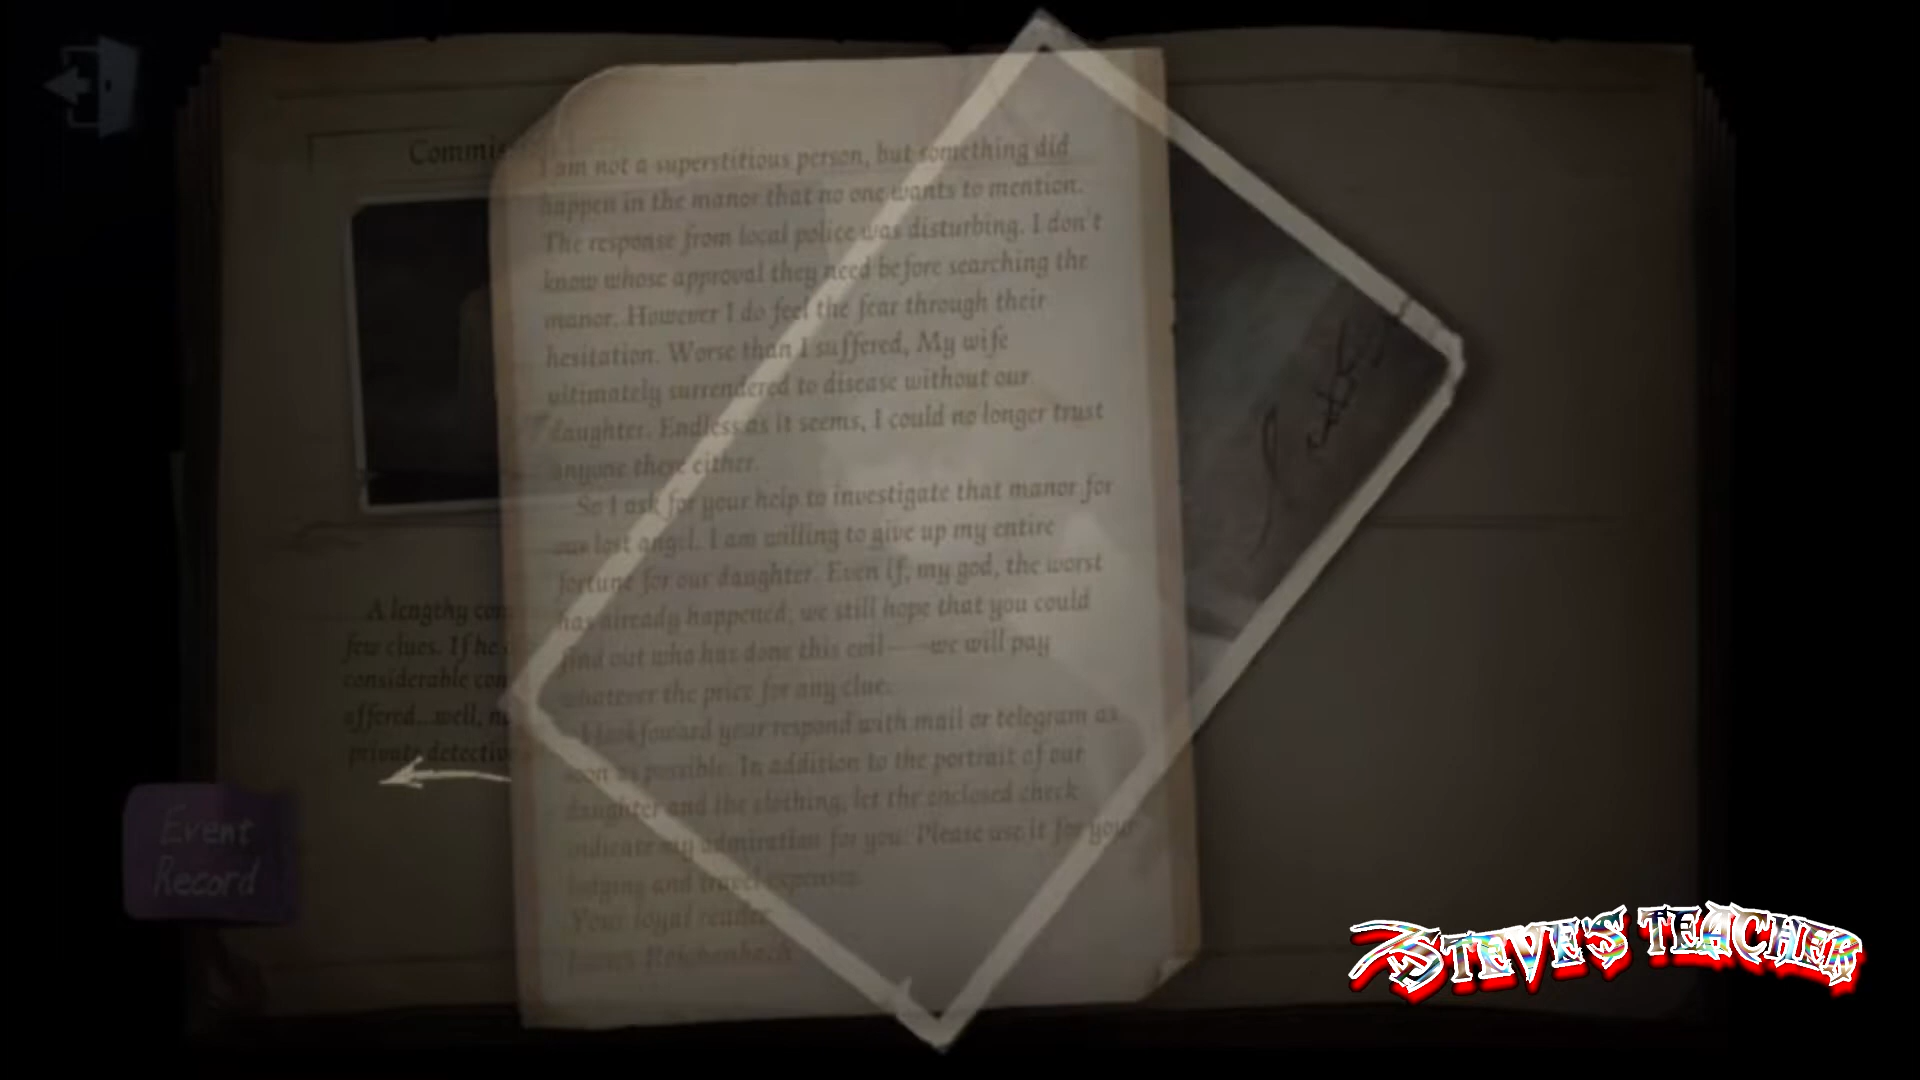 Commis
I am not a superstitious person, but something did
happen in the manor that no one wants to mention.
The response from local police was disturbing. I don't
know whose approval they need before searching the
manor. However I do feel the fear through their
hesitation. Worse than I suffered, My wife
ultimately surrendered to disease without our
daughter. Endless as it seems, I could no longer trust
anyone there either.
So I ask for your help to investigate that manor for
our lost angel. I am willing to give up my entire
fortune for our daughter. Even if, my god, the worst
has already happened; we still hope that you could
find out who has done this evil——we will pay
whatever the price for any clue.
I look foward your respond with mail or telegram as
soon as possible. In addition to the portrait of our
daughter and the clothing, let the enclosed check
indicate my admiration for you. Please use it for your
lodging and travel expenses.
Your loyal reader
Reichenbach
A lengthy con
few clues. If he
considerable com
offered...well, no
private detectiv
Event
Record
STEVE'S TEACHER